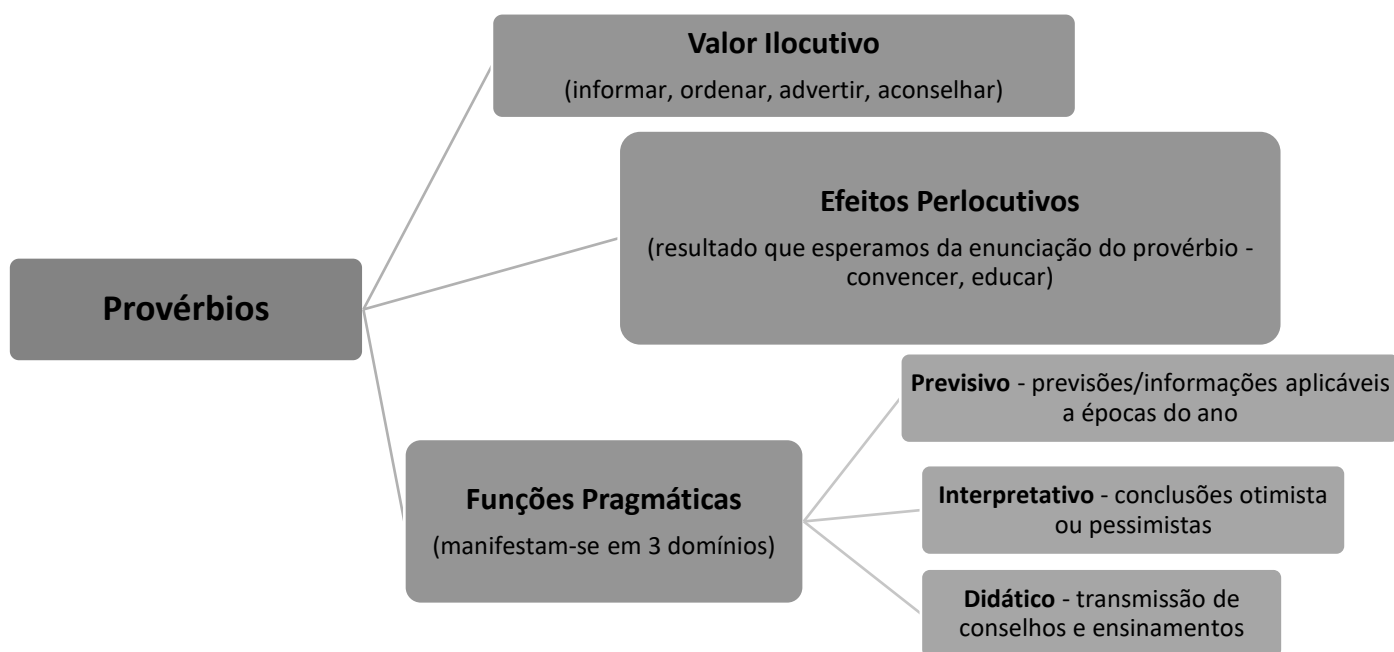 Valor Ilocutivo
(informar, ordenar, advertir, aconselhar)
Efeitos Perlocutivos
(resultado que esperamos da enunciação do provérbio -
convencer, educar)
Provérbios
Funções Pragmáticas
(manifestam-se em 3 domínios)
Previsivo - previsões/informações aplicáveis
a épocas do ano
Interpretativo - conclusões otimista
ou pessimistas
Didático - transmissão de
conselhos e ensinamentos